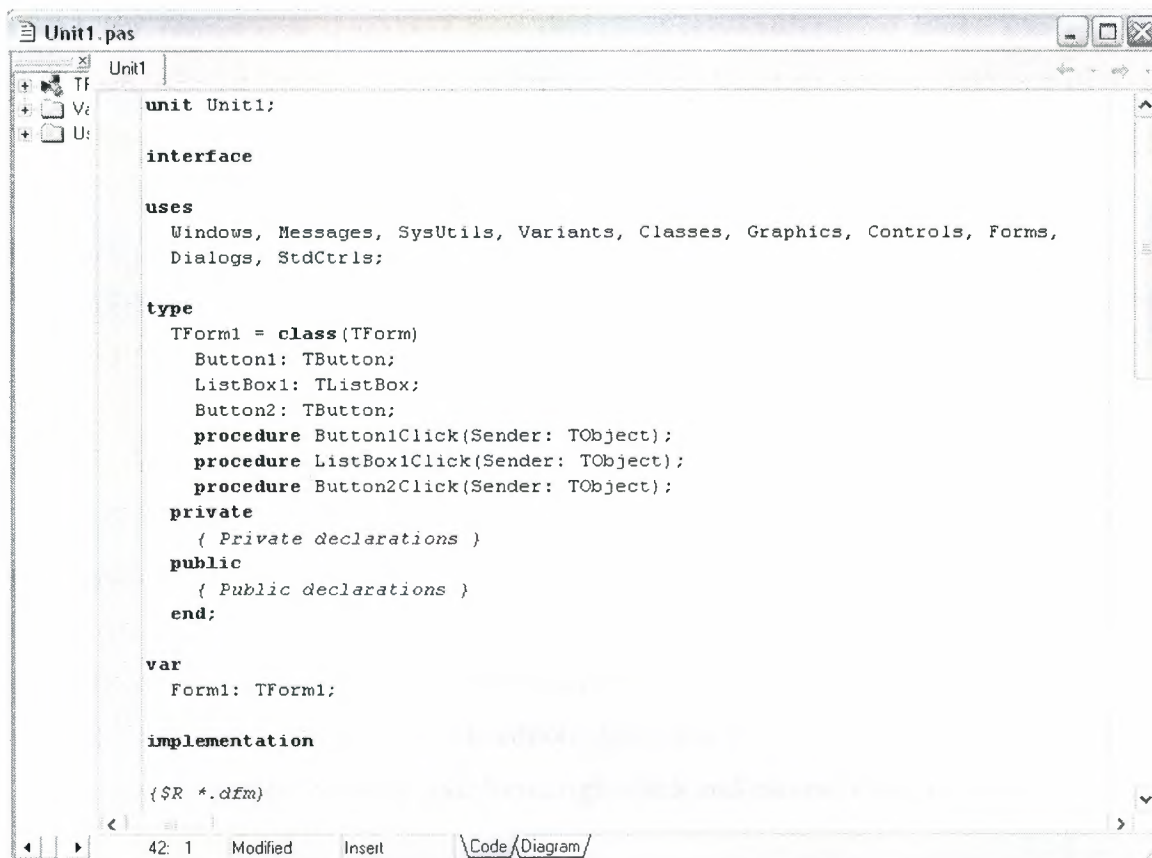 Unit1.pas
Unit1
TF
Va
Us
unit Unit1;
interface
uses
Windows, Messages, SysUtils, Variants, Classes, Graphics, Controls, Forms,
Dialogs, StdCtrls;
type
TForm1 = class(TForm)
Button1: TButton;
ListBox1: TListBox;
Button2: TButton;
procedure Button1Click(Sender: TObject);
procedure ListBox1Click(Sender: TObject);
procedure Button2Click(Sender: TObject);
private
{ Private declarations }
public
{ Public declarations }
end;
var
Form1: TForm1;
implementation
{$R *.dfm}
42: 1 Modified Insert Code Diagram